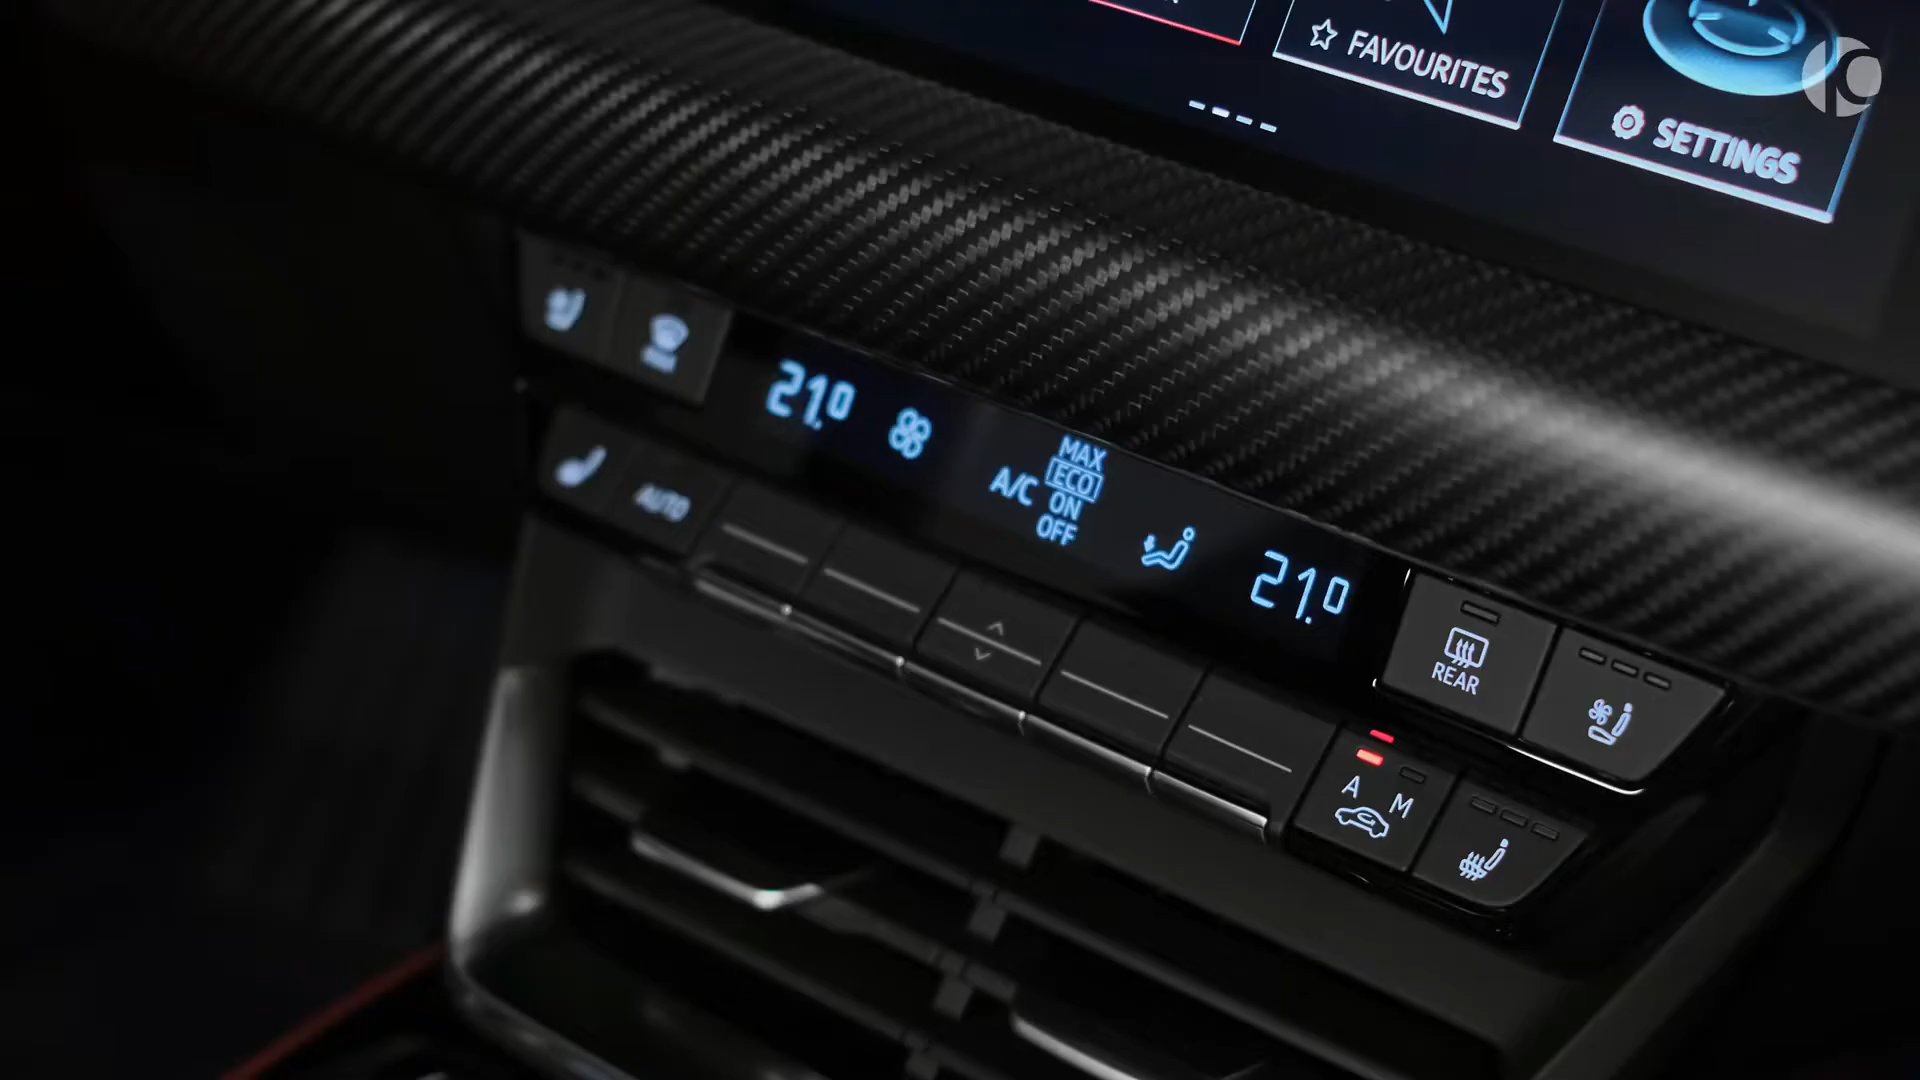 FAVOURITES
SETTINGS
21.0
MAX
ECO
A/C
ON
OFF
21.0
AUTO
REAR
A M